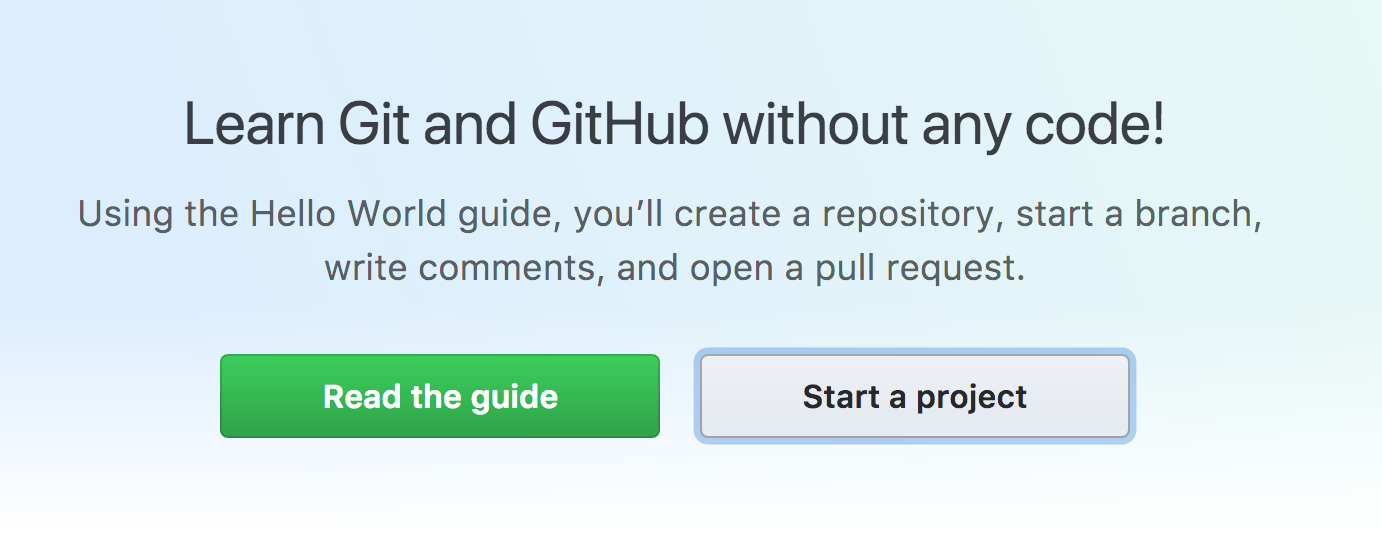 Learn Git and GitHub without any code!
Using the Hello World guide, you’ll create a repository, start a branch,
write comments, and open a pull request.
Read the guide
Start a project